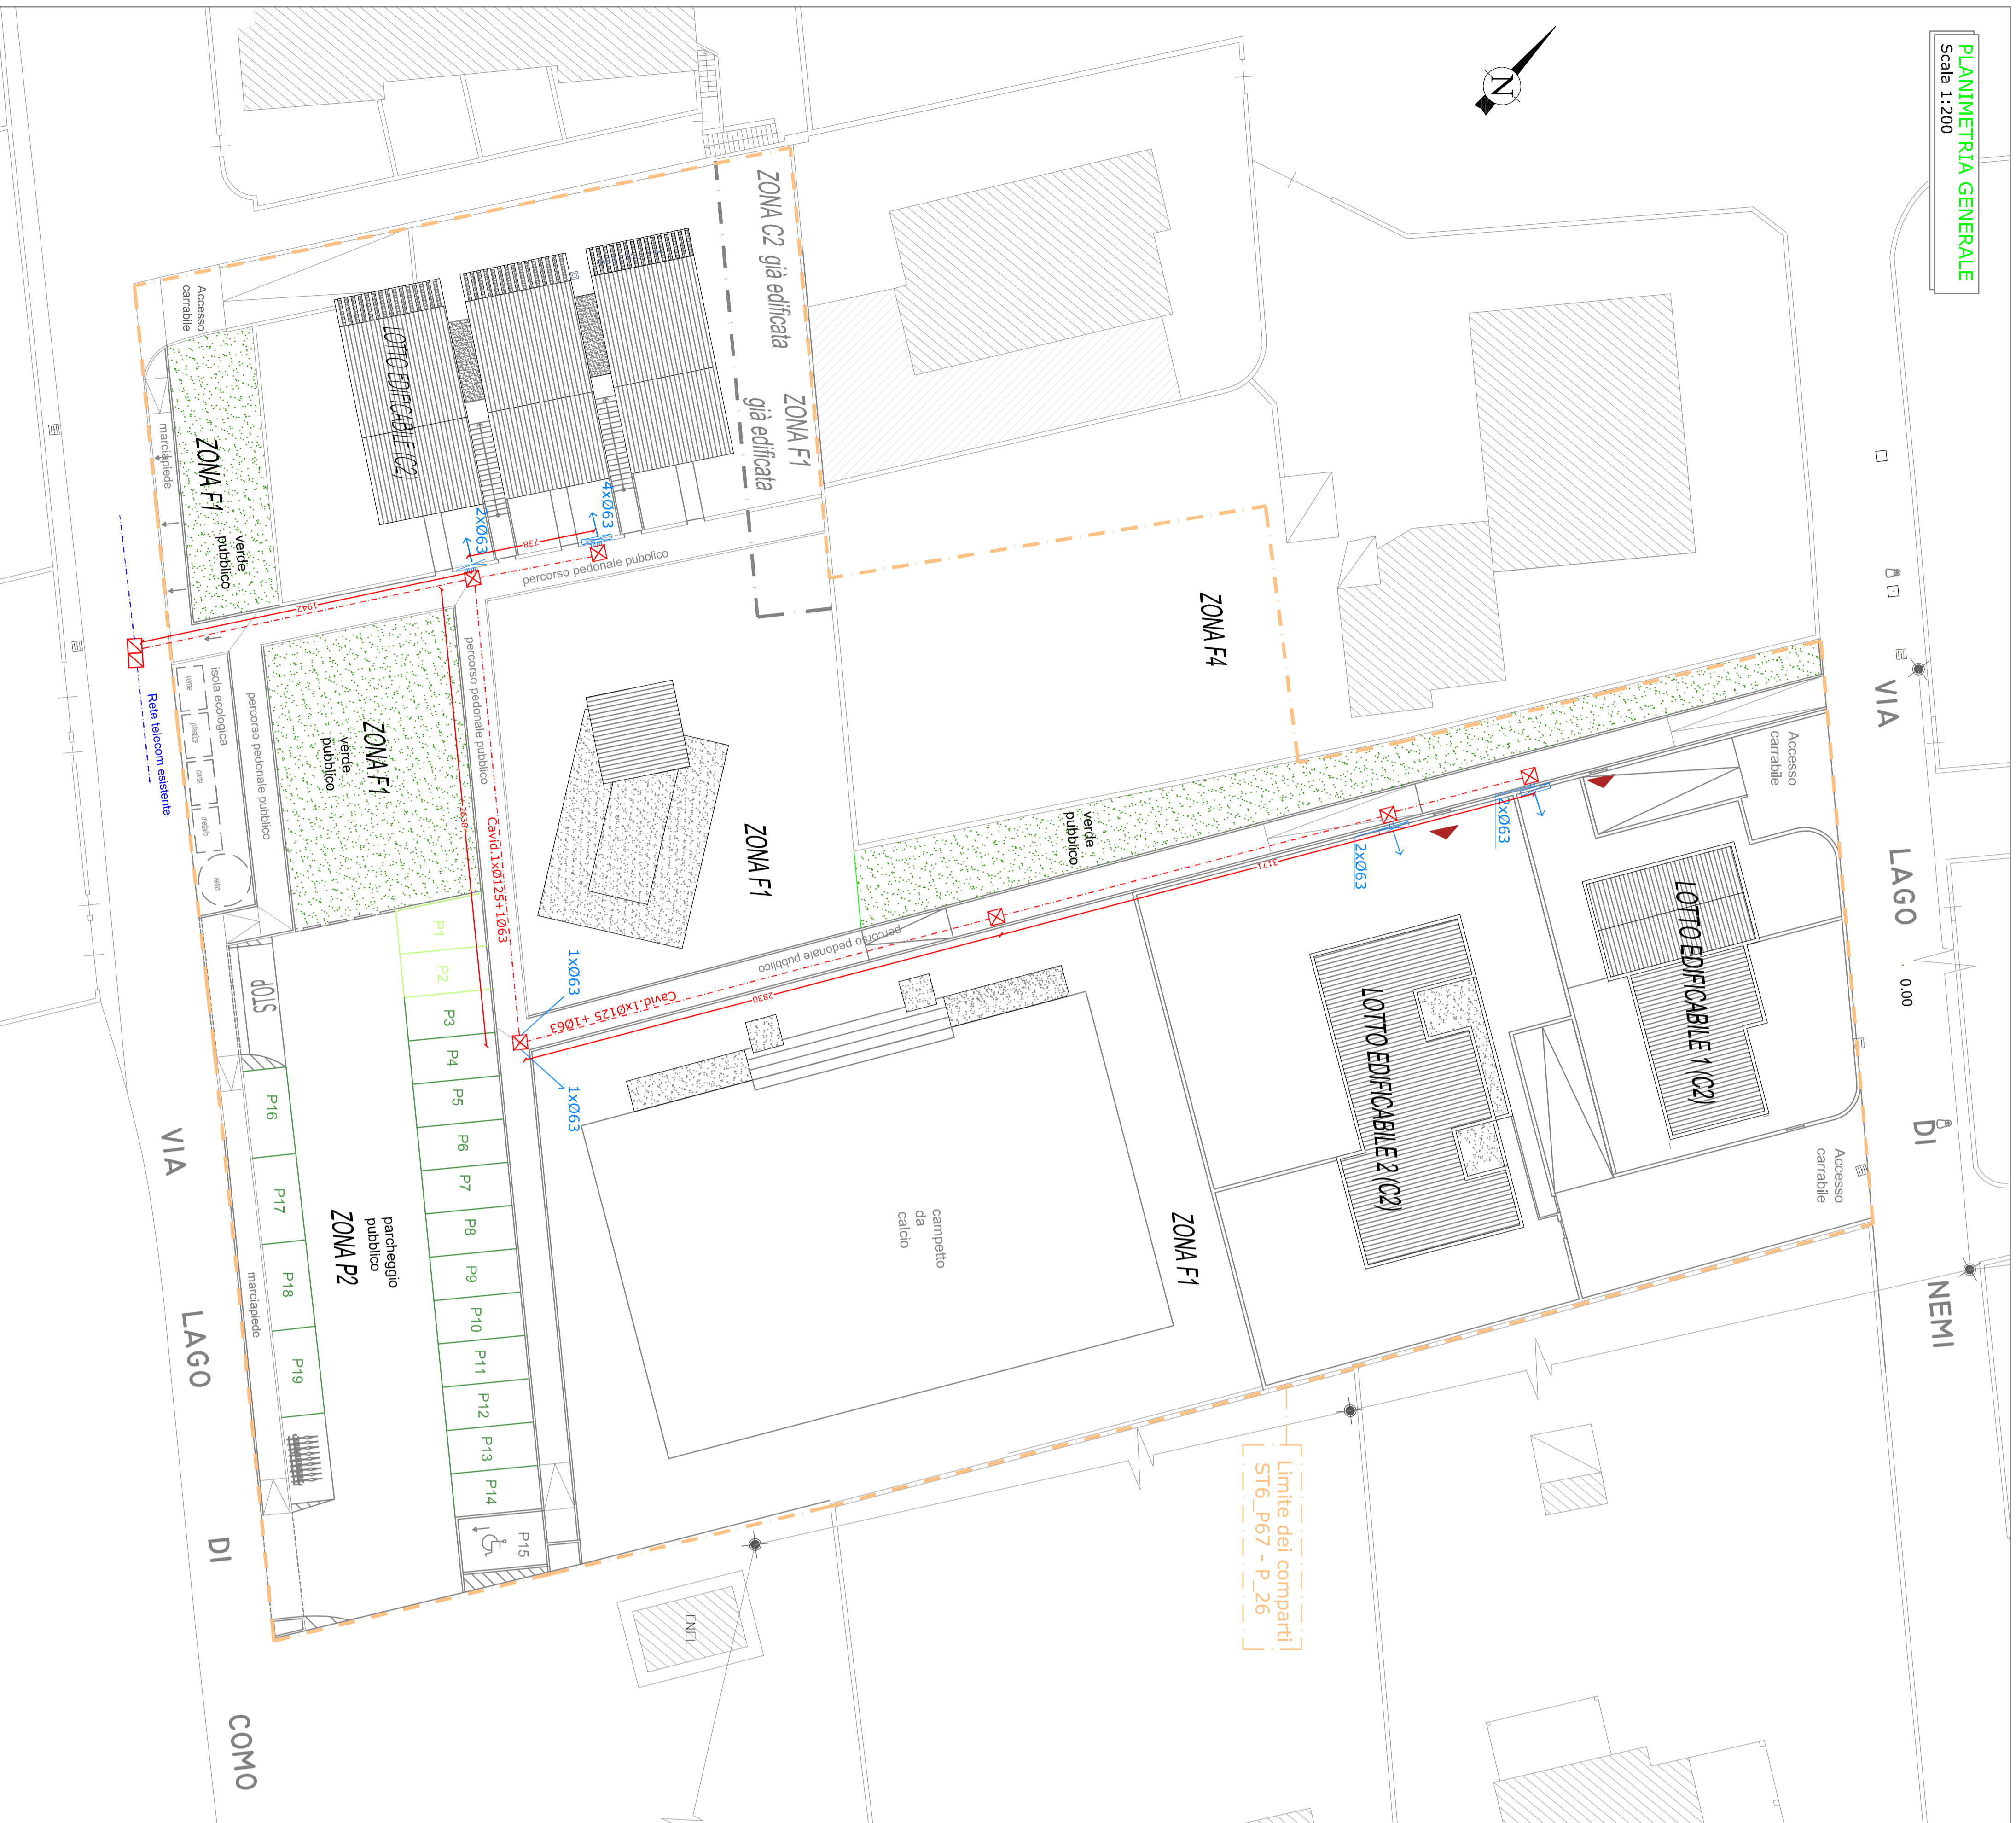 PLANIMETRIA GENERALE
Scala 1:200
N
VIA
LAGO
DI
NEMI
0.00
Accesso
carrabile
Accesso
carrabile
LOTTO EDIFICABILE 1 (C2)
LOTTO EDIFICABILE 2 (C2)
2xØ63
2xØ63
3171
verde
pubblico
ZONA F4
ZONA F1
Limite dei comparti
ST6_P67 - P_26
ZONA C2 già edificata
ZONA F1
già edificata
ZONA F1
percorso pedonale pubblico
2830
Cavid.1xØ125 +1Ø63
campetto
da
calcio
ENEL
4xØ63
2xØ63
738
percorso pedonale pubblico
LOTTO EDIFICABILE (C2)
percorso pedonale pubblico
2638
Cavid.1xØ125+1Ø63
1xØ63
1xØ63
Accesso
carrabile
marciapiede
ZONA F1
verde
pubblico
1942
ZONA F1
verde
pubblico
percorso pedonale pubblico
isola ecologica
verde
plastica
carta
metallo
vetro
Rete telecom esistente
P1
P2
P3
P4
P5
P6
P7
P8
P9
P10
P11
P12
P13
P14
P15
STOP
P16
P17
P18
P19
parcheggio
pubblico
ZONA P2
marciapiede
VIA
LAGO
DI
COMO